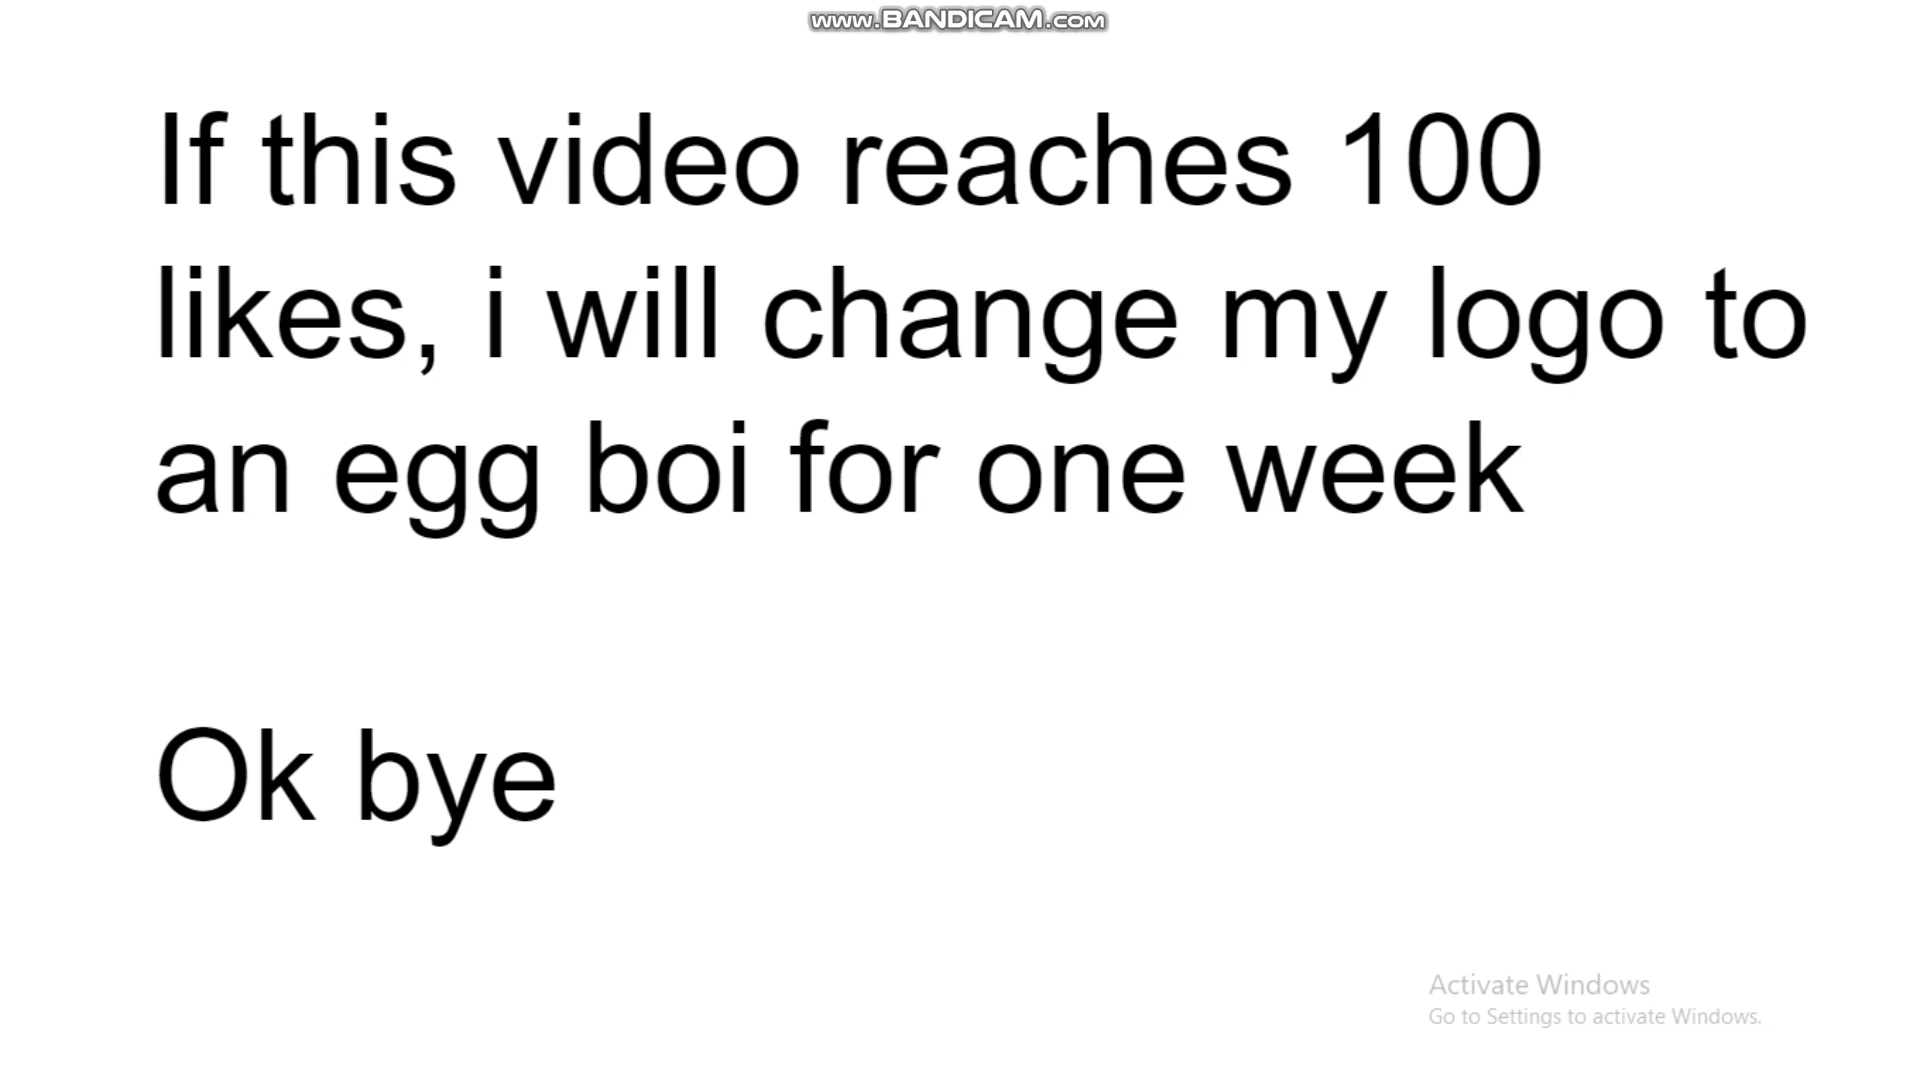 www.BANDICAM.com
If this video reaches 100
likes, i will change my logo to
an egg boi for one week
Ok bye
Activate Windows
Go to Settings to activate Windows.